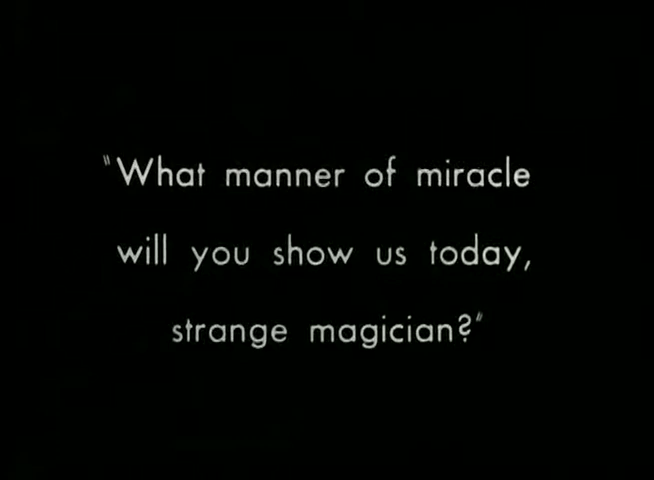 "What manner of miracle
will you show us today,
strange magician?"